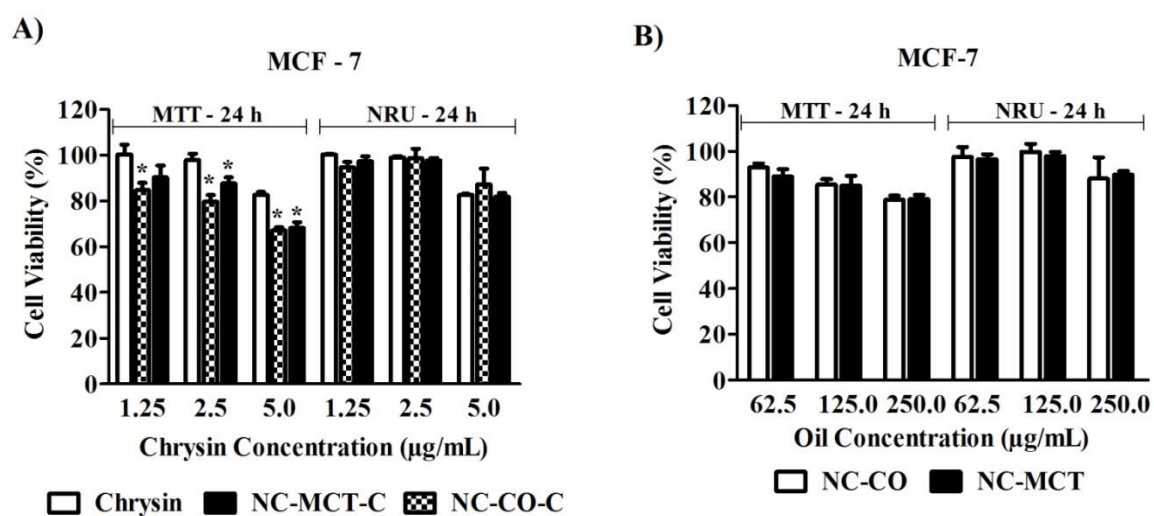 A)
MCF - 7
MTT - 24 h NRU - 24 h
Cell Viability (%)
120
100
80
60
40
20
0
* * * * *
1.25 2.5 5.0 1.25 2.5 5.0
Chrysin Concentration (µg/mL)
Chrysin NC-MCT-C NC-CO-C
B)
MCF-7
MTT - 24 h NRU - 24 h
Cell Viability (%)
120
100
80
60
40
20
0
62.5 125.0 250.0 62.5 125.0 250.0
Oil Concentration (µg/mL)
NC-CO NC-MCT